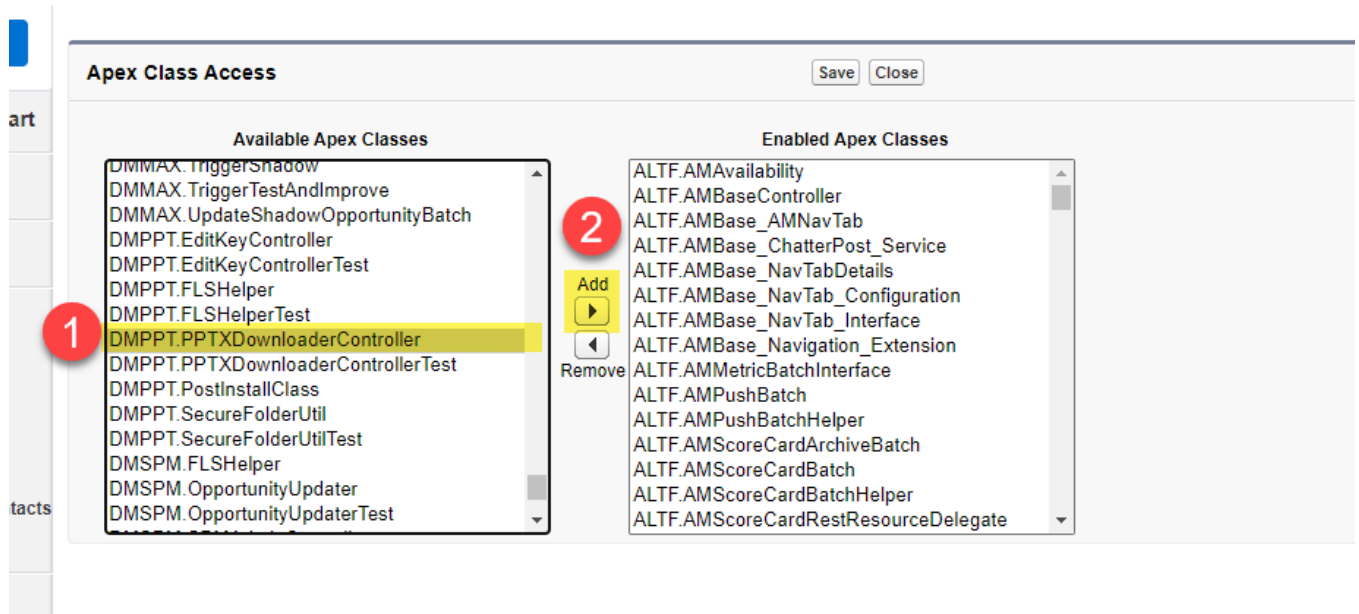 Apex Class Access
Save
Close
art
Available Apex Classes
Enabled Apex Classes
DMMAX.TriggerShadow
DMMAX.TriggerTestAndImprove
DMMAX.UpdateShadowOpportunityBatch
DMPPT.EditKeyController
DMPPT.EditKeyControllerTest
DMPPT.FLSHelper
DMPPT.FLSHelperTest
1
DMPPT.PPTXDownloaderController
DMPPT.PPTXDownloaderControllerTest
DMPPT.PostInstallClass
DMPPT.SecureFolderUtil
DMPPT.SecureFolderUtilTest
DMSPM.FLSHelper
DMSPM.OpportunityUpdater
DMSPM.OpportunityUpdaterTest
2
Add
Remove
ALTF.AMAvailability
ALTF.AMBaseController
ALTF.AMBase_AMNavTab
ALTF.AMBase_ChatterPost_Service
ALTF.AMBase_NavTabDetails
ALTF.AMBase_NavTab_Configuration
ALTF.AMBase_NavTab_Interface
ALTF.AMBase_Navigation_Extension
ALTF.AMMetricBatchInterface
ALTF.AMPushBatch
ALTF.AMPushBatchHelper
ALTF.AMScoreCardArchiveBatch
ALTF.AMScoreCardBatch
ALTF.AMScoreCardBatchHelper
ALTF.AMScoreCardRestResourceDelegate
tacts